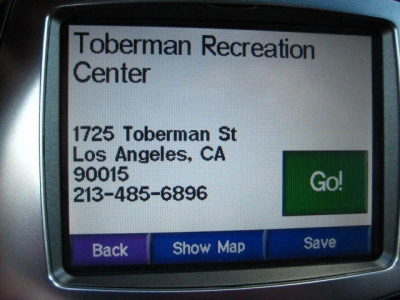 Toberman Recreation
Center
1725 Toberman St
Los Angeles, CA
90015
213-485-6896
Go!
Back
Show Map
Save